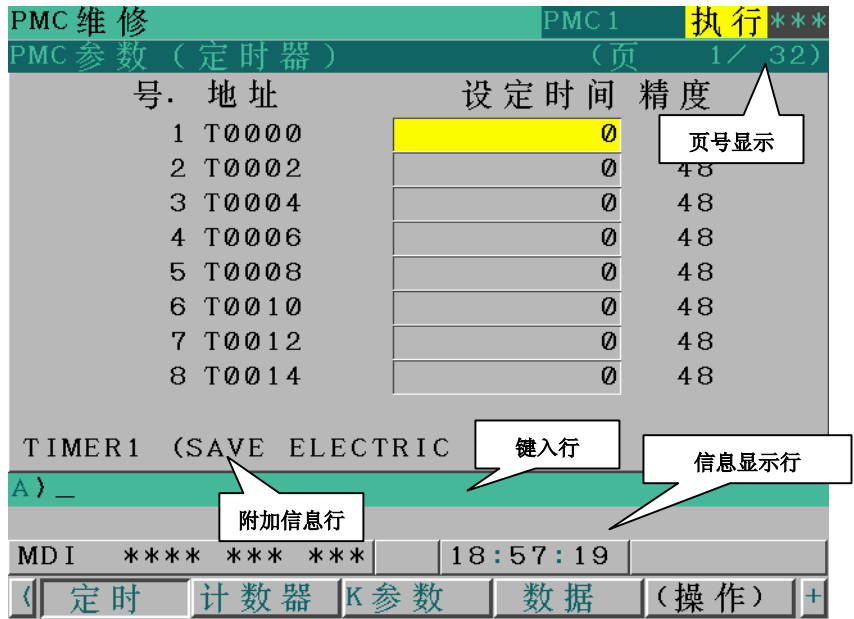 PMC维修 PMC1 执行***
PMC参数（定时器） （页 1/ 32）
号. 地址 设定时间 精度
1 T0000 0
页号显示
2 T0002 0 48
3 T0004 0 48
4 T0006 0 48
5 T0008 0 48
6 T0010 0 48
7 T0012 0 48
8 T0014 0 48
TIMER1 (SAVE ELECTRIC
键入行
信息显示行
A)_
附加信息行
MDI **** *** *** 18:57:19
( 定时 计数器 K参数 数据 (操作) +